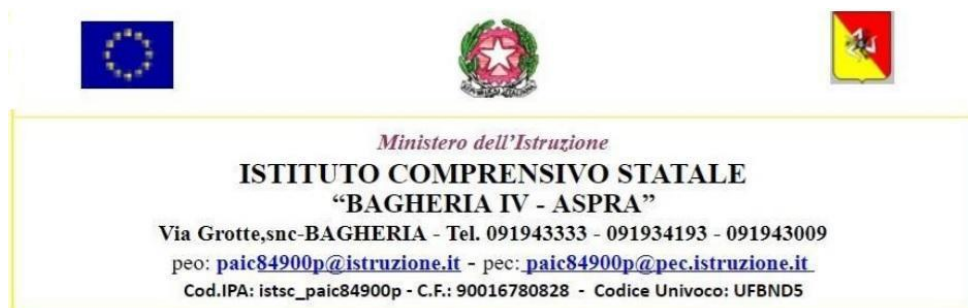 Ministero dell'Istruzione
ISTITUTO COMPRENSIVO STATALE
“BAGHERIA IV - ASPRA”
Via Grotte,snc-BAGHERIA - Tel. 091943333 - 091934193 - 091943009
peo: paic84900p@istruzione.it - pec: paic84900p@pec.istruzione.it
Cod.IPA: istsc_paic84900p - C.F.: 90016780828 - Codice Univoco: UFBND5